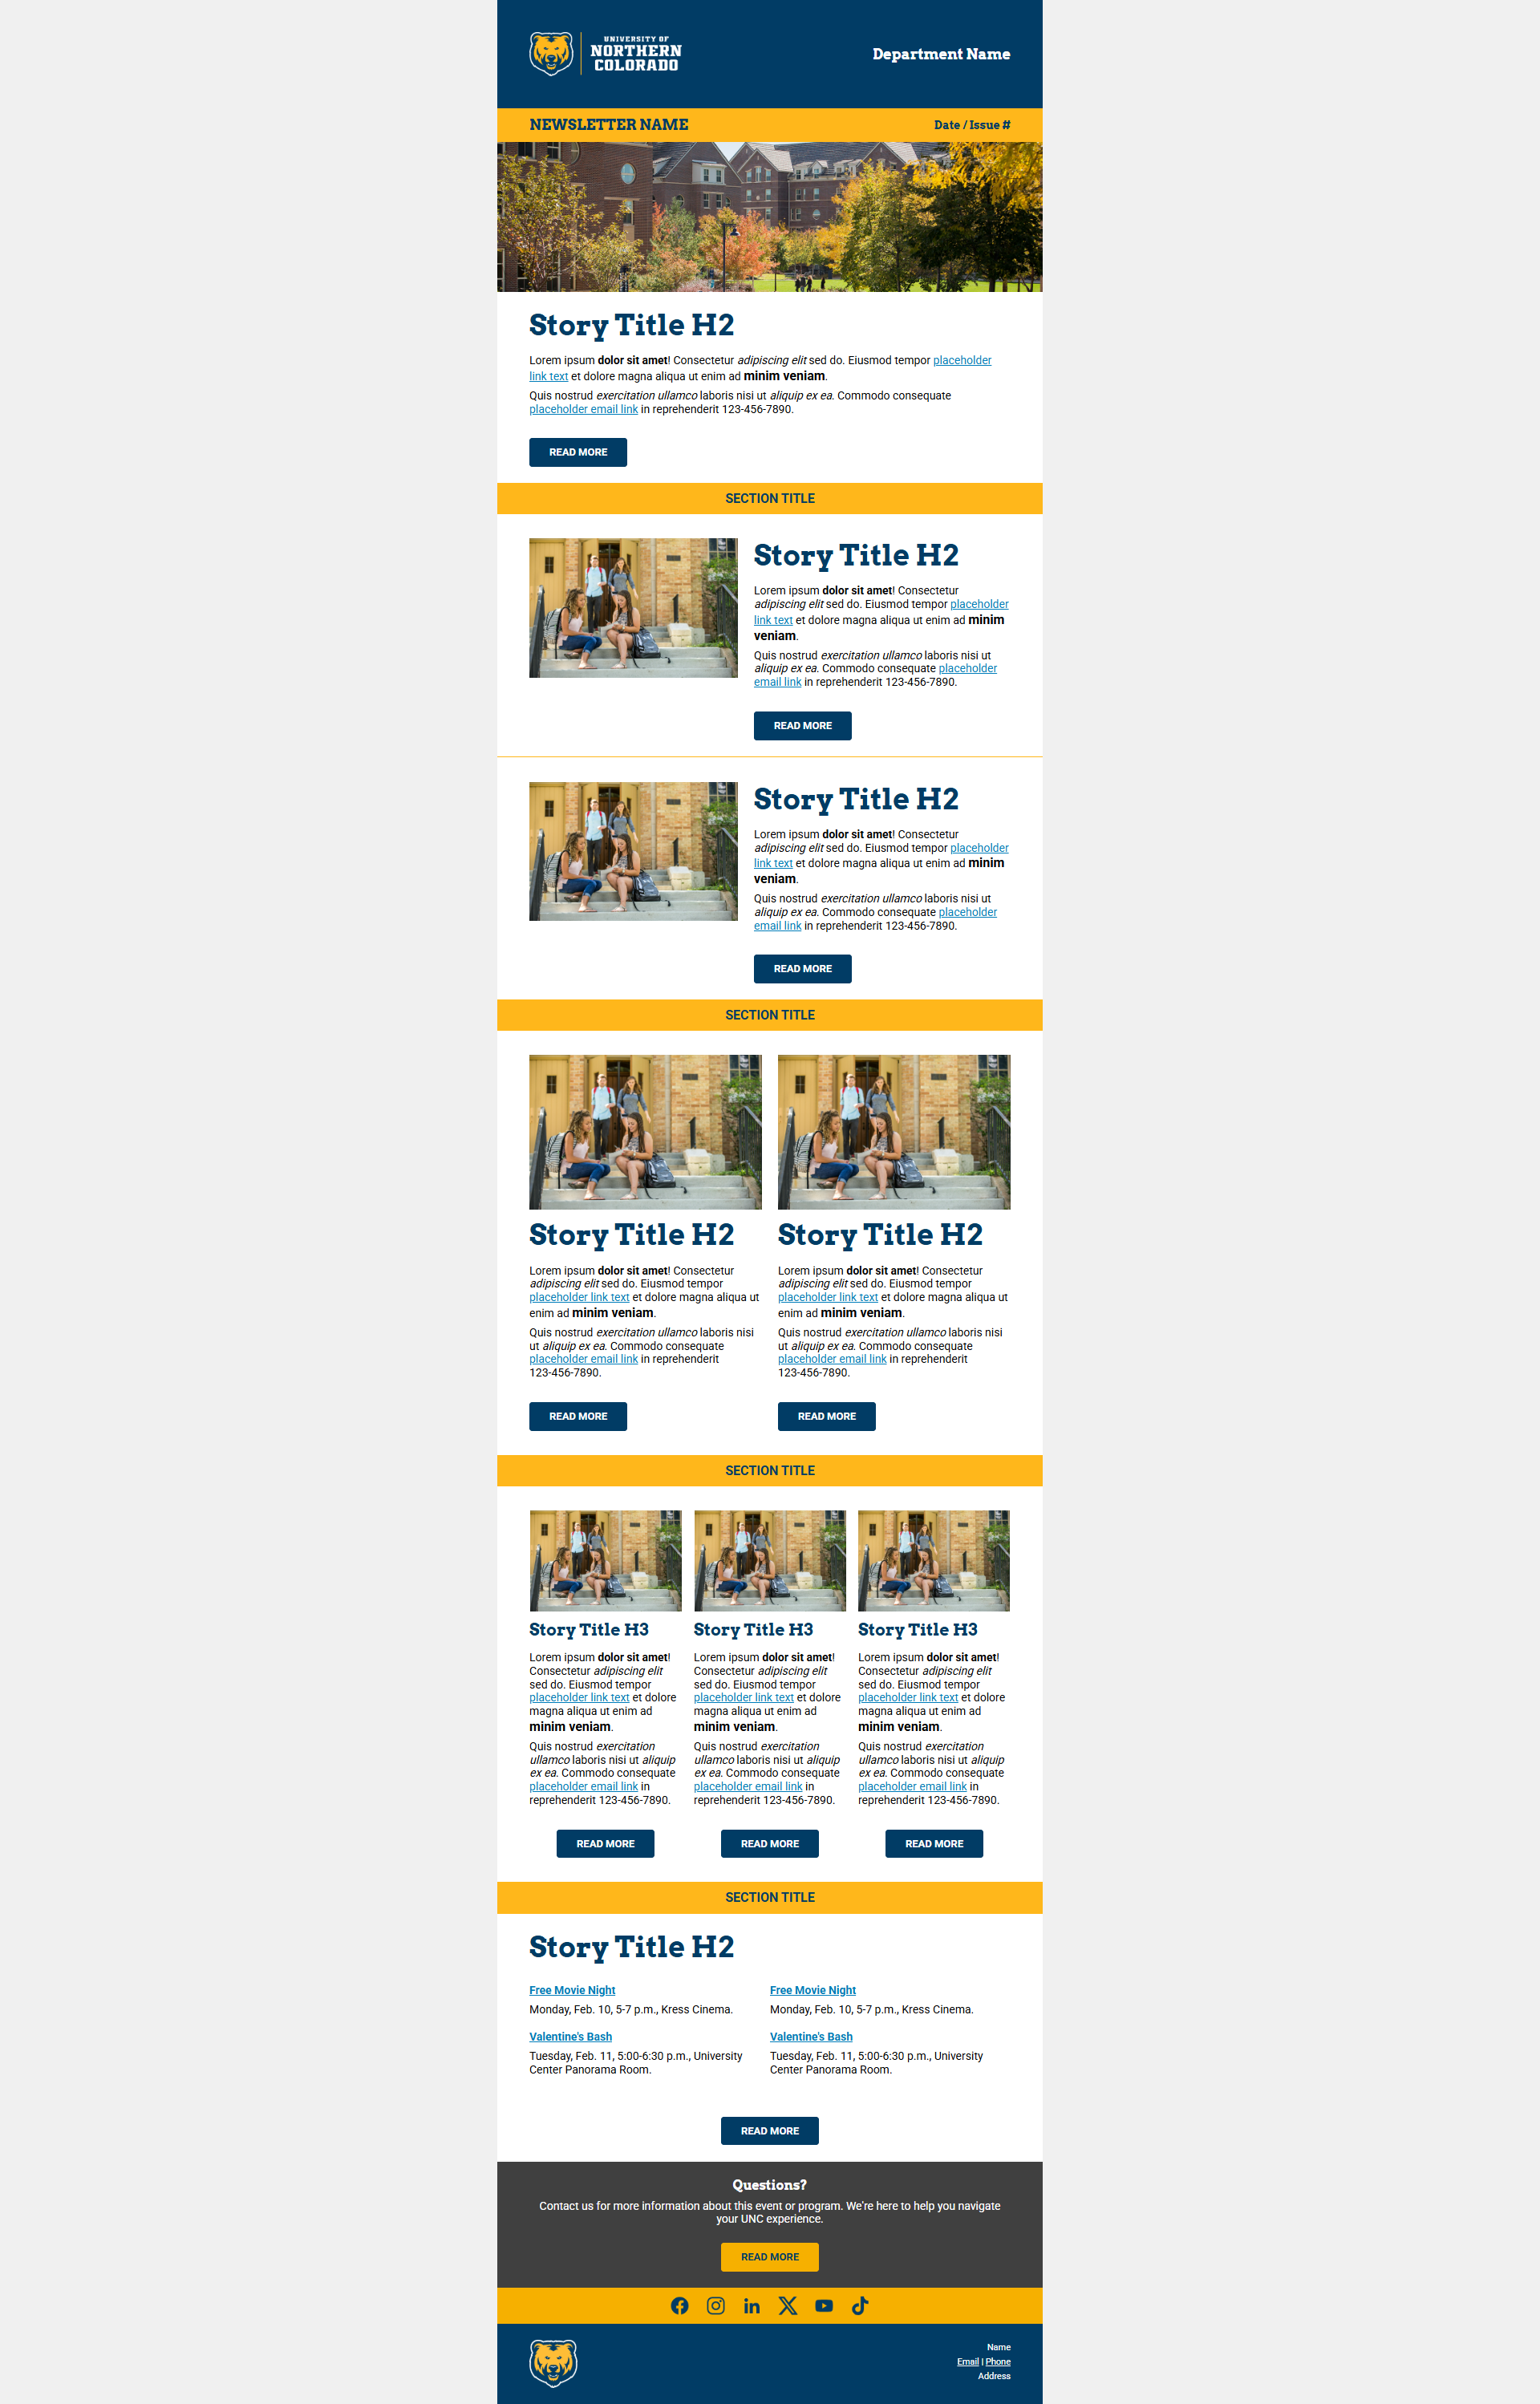 UNIVERSITY OF
NORTHERN
COLORADO
Department Name
NEWSLETTER NAME
Date / Issue #
Story Title H2
Lorem ipsum dolor sit amet! Consectetur adipiscing elit sed do. Eiusmod tempor placeholder
link text et dolore magna aliqua ut enim ad minim veniam.
Quis nostrud exercitation ullamco laboris nisi ut aliquip ex ea. Commodo consequate
placeholder email link in reprehenderit 123-456-7890.
READ MORE
SECTION TITLE
Story Title H2
Lorem ipsum dolor sit amet! Consectetur
adipiscing elit sed do. Eiusmod tempor placeholder
link text et dolore magna aliqua ut enim ad minim
veniam.
Quis nostrud exercitation ullamco laboris nisi ut
aliquip ex ea. Commodo consequate placeholder
email link in reprehenderit 123-456-7890.
READ MORE
Story Title H2
Lorem ipsum dolor sit amet! Consectetur
adipiscing elit sed do. Eiusmod tempor placeholder
link text et dolore magna aliqua ut enim ad minim
veniam.
Quis nostrud exercitation ullamco laboris nisi ut
aliquip ex ea. Commodo consequate placeholder
email link in reprehenderit 123-456-7890.
READ MORE
SECTION TITLE
Story Title H2
Lorem ipsum dolor sit amet! Consectetur
adipiscing elit sed do. Eiusmod tempor
placeholder link text et dolore magna aliqua ut
enim ad minim veniam.
Quis nostrud exercitation ullamco laboris nisi
ut aliquip ex ea. Commodo consequate
placeholder email link in reprehenderit
123-456-7890.
READ MORE
Story Title H2
Lorem ipsum dolor sit amet! Consectetur
adipiscing elit sed do. Eiusmod tempor
placeholder link text et dolore magna aliqua ut
enim ad minim veniam.
Quis nostrud exercitation ullamco laboris nisi
ut aliquip ex ea. Commodo consequate
placeholder email link in reprehenderit
123-456-7890.
READ MORE
SECTION TITLE
Story Title H3
Lorem ipsum dolor sit amet!
Consectetur adipiscing elit
sed do. Eiusmod tempor
placeholder link text et dolore
magna aliqua ut enim ad
minim veniam.
Quis nostrud exercitation
ullamco laboris nisi ut aliquip
ex ea. Commodo consequate
placeholder email link in
reprehenderit 123-456-7890.
READ MORE
Story Title H3
Lorem ipsum dolor sit amet!
Consectetur adipiscing elit
sed do. Eiusmod tempor
placeholder link text et dolore
magna aliqua ut enim ad
minim veniam.
Quis nostrud exercitation
ullamco laboris nisi ut aliquip
ex ea. Commodo consequate
placeholder email link in
reprehenderit 123-456-7890.
READ MORE
Story Title H3
Lorem ipsum dolor sit amet!
Consectetur adipiscing elit
sed do. Eiusmod tempor
placeholder link text et dolore
magna aliqua ut enim ad
minim veniam.
Quis nostrud exercitation
ullamco laboris nisi ut aliquip
ex ea. Commodo consequate
placeholder email link in
reprehenderit 123-456-7890.
READ MORE
SECTION TITLE
Story Title H2
Free Movie Night
Monday, Feb. 10, 5-7 p.m., Kress Cinema.
Valentine's Bash
Tuesday, Feb. 11, 5:00-6:30 p.m., University
Center Panorama Room.
Free Movie Night
Monday, Feb. 10, 5-7 p.m., Kress Cinema.
Valentine's Bash
Tuesday, Feb. 11, 5:00-6:30 p.m., University
Center Panorama Room.
READ MORE
Questions?
Contact us for more information about this event or program. We're here to help you navigate
your UNC experience.
READ MORE
Name
Email | Phone
Address